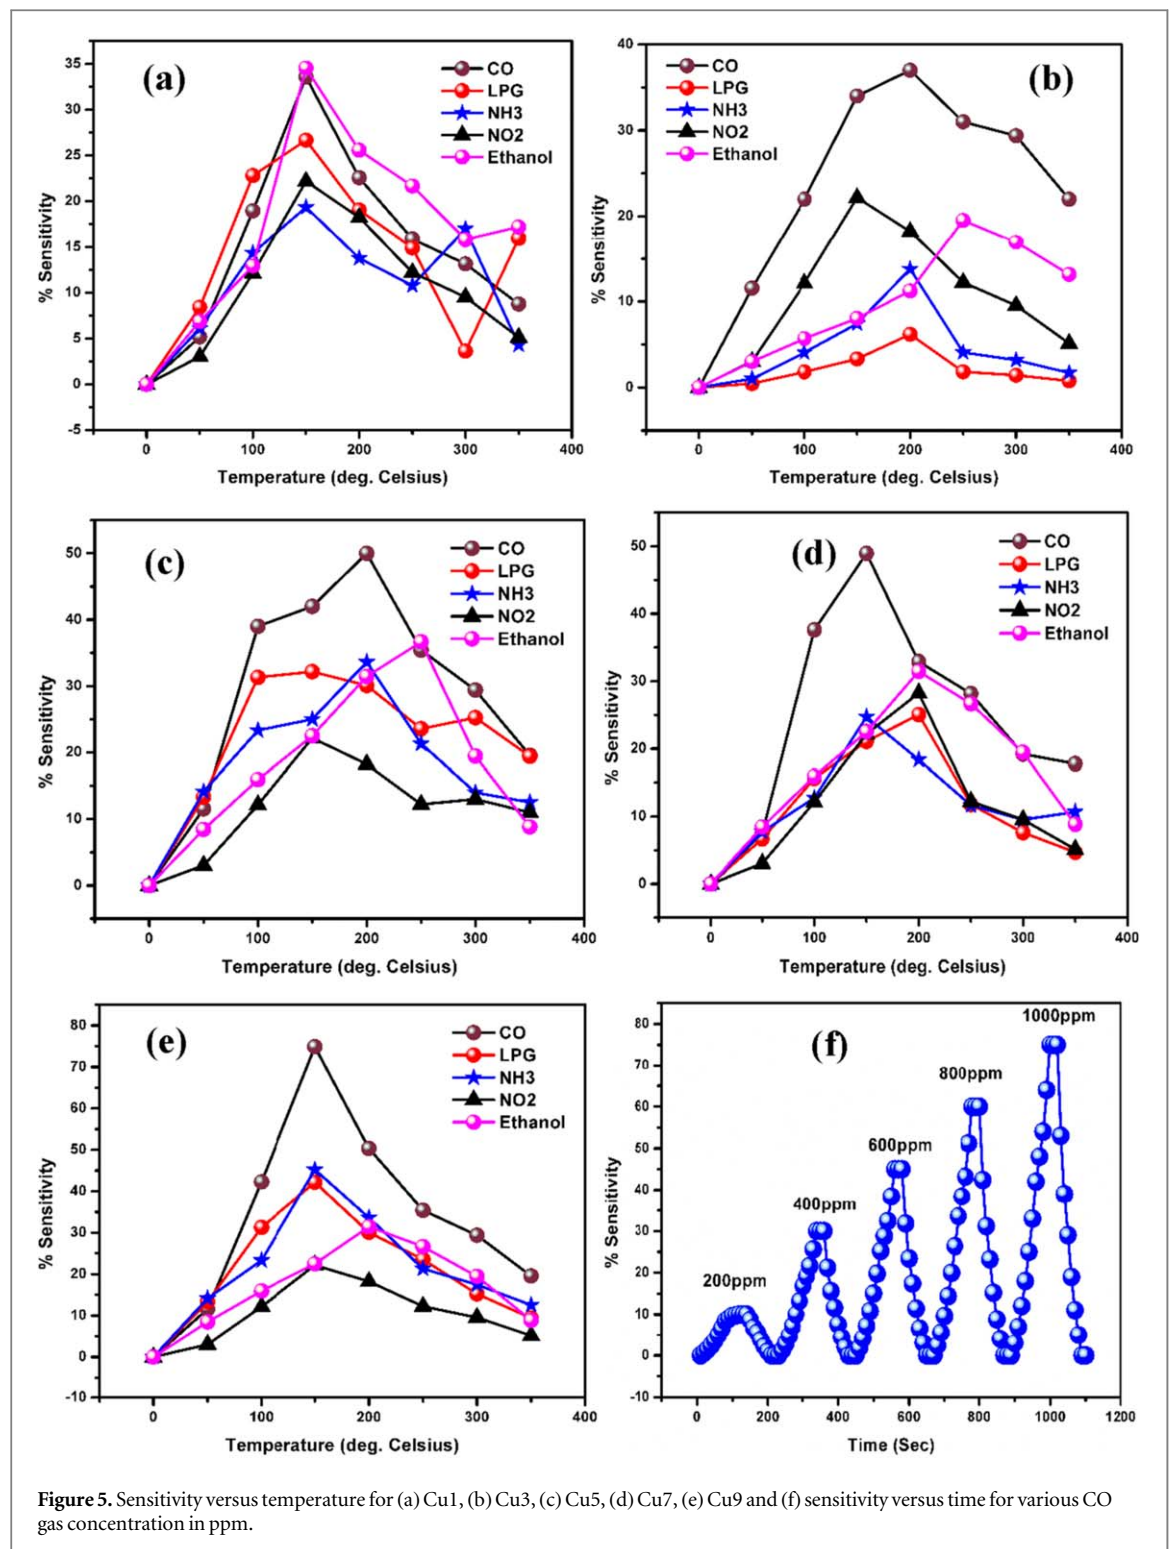 (a)
CO
LPG
NH3
NO2
Ethanol
35
30
25
20
15
10
5
0
-5
% Sensitivity
0 100 200 300 400
Temperature (deg. Celsius)
(b)
CO
LPG
NH3
NO2
Ethanol
40
30
20
10
0
% Sensitivity
0 100 200 300 400
Temperature (deg. Celsius)
(c)
CO
LPG
NH3
NO2
Ethanol
50
40
30
20
10
0
% Sensitivity
0 100 200 300 400
Temperature (deg. Celsius)
(d)
CO
LPG
NH3
NO2
Ethanol
50
40
30
20
10
0
% Sensitivity
0 100 200 300 400
Temperature (deg. Celsius)
(e)
CO
LPG
NH3
NO2
Ethanol
80
70
60
50
40
30
20
10
0
-10
% Sensitivity
0 100 200 300 400
Temperature (deg. Celsius)
(f)
1000ppm
800ppm
600ppm
400ppm
200ppm
80
70
60
50
40
30
20
10
0
-10
% Sensitivity
0 200 400 600 800 1000 1200
Time (Sec)
Figure 5. Sensitivity versus temperature for (a) Cu1, (b) Cu3, (c) Cu5, (d) Cu7, (e) Cu9 and (f) sensitivity versus time for various CO
gas concentration in ppm.